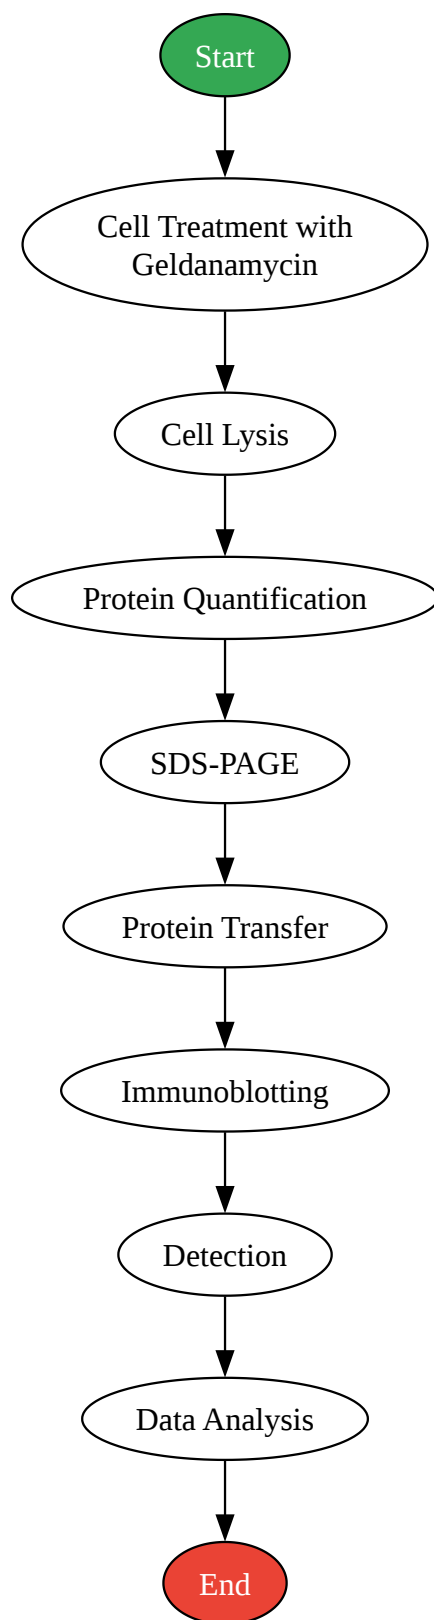 Start
Cell Treatment with
Geldanamycin
Cell Lysis
Protein Quantification
SDS-PAGE
Protein Transfer
Immunoblotting
Detection
Data Analysis
End